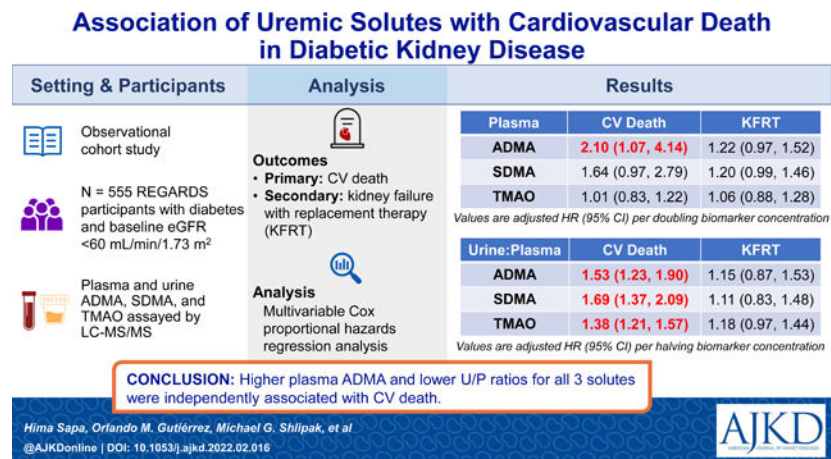 Association of Uremic Solutes with Cardiovascular Death
in Diabetic Kidney Disease
Setting & Participants
Observational
cohort study
N = 555 REGARDS
participants with diabetes
and baseline eGFR
<60 mL/min/1.73 m²
Plasma and urine
ADMA, SDMA, and
TMAO assayed by
LC-MS/MS
Analysis
Outcomes
• Primary: CV death
• Secondary: kidney failure
with replacement therapy
(KFRT)
Analysis
Multivariable Cox
proportional hazards
regression analysis
Results
Plasma CV Death KFRT
ADMA 2.10 (1.07, 4.14) 1.22 (0.97, 1.52)
SDMA 1.64 (0.97, 2.79) 1.20 (0.99, 1.46)
TMAO 1.01 (0.83, 1.22) 1.06 (0.88, 1.28)
Values are adjusted HR (95% CI) per doubling biomarker concentration
Urine:Plasma CV Death KFRT
ADMA 1.53 (1.23, 1.90) 1.15 (0.87, 1.53)
SDMA 1.69 (1.37, 2.09) 1.11 (0.83, 1.48)
TMAO 1.38 (1.21, 1.57) 1.18 (0.97, 1.44)
Values are adjusted HR (95% CI) per halving biomarker concentration
CONCLUSION: Higher plasma ADMA and lower U/P ratios for all 3 solutes
were independently associated with CV death.
Hima Sapa, Orlando M. Gutiérrez, Michael G. Shlipak, et al
@AJKDonline | DOI: 10.1053/j.ajkd.2022.02.016
AJKD
AMERICAN JOURNAL OF KIDNEY DISEASES